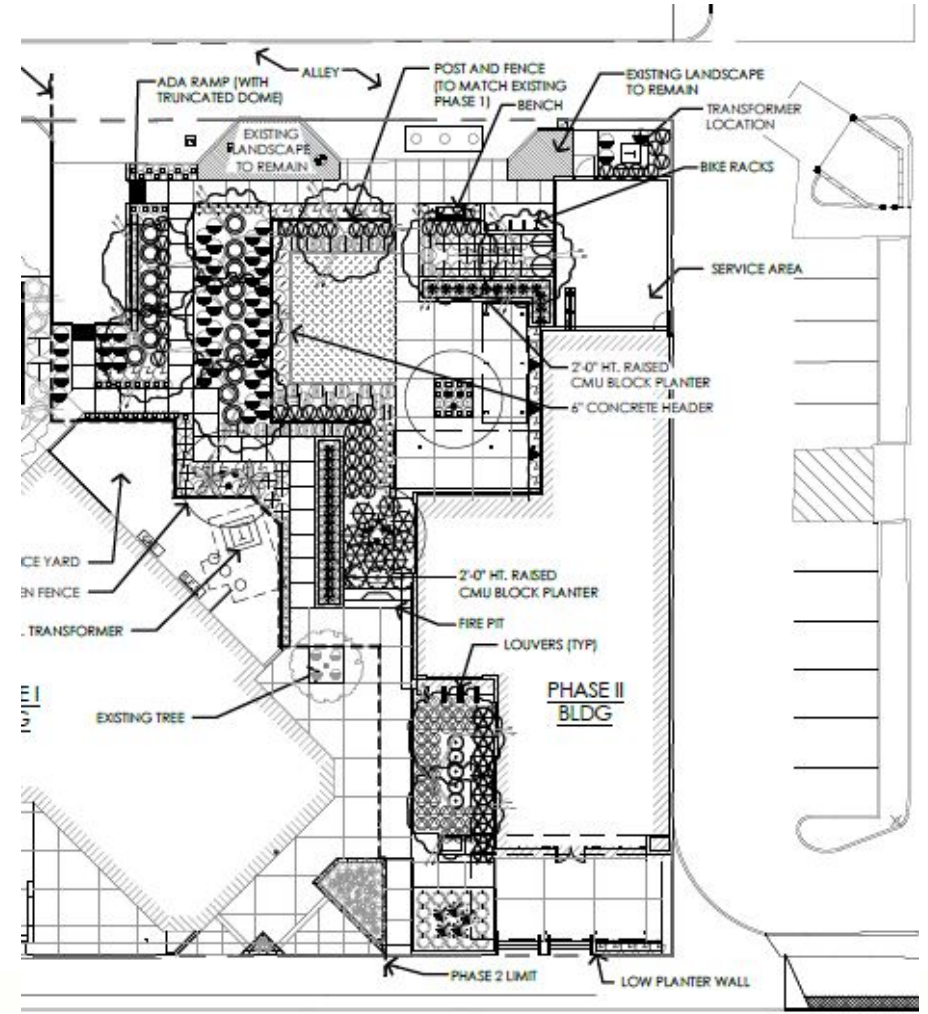 ALLEY
ADA RAMP (WITH
TRUNCATED DOME)
POST AND FENCE
(TO MATCH EXISTING
PHASE 1)
BENCH
EXISTING LANDSCAPE
TO REMAIN
TRANSFORMER
LOCATION
EXISTING
LANDSCAPE
TO REMAIN
T
BIKE RACKS
SERVICE AREA
2'-0" HT. RAISED
CMU BLOCK PLANTER
6" CONCRETE HEADER
T
CE YARD
EN FENCE
. TRANSFORMER
2'-0" HT. RAISED
CMU BLOCK PLANTER
FIRE PIT
LOUVERS (TYP)
E I
G
EXISTING TREE
PHASE II
BLDG
PHASE 2 LIMIT
LOW PLANTER WALL